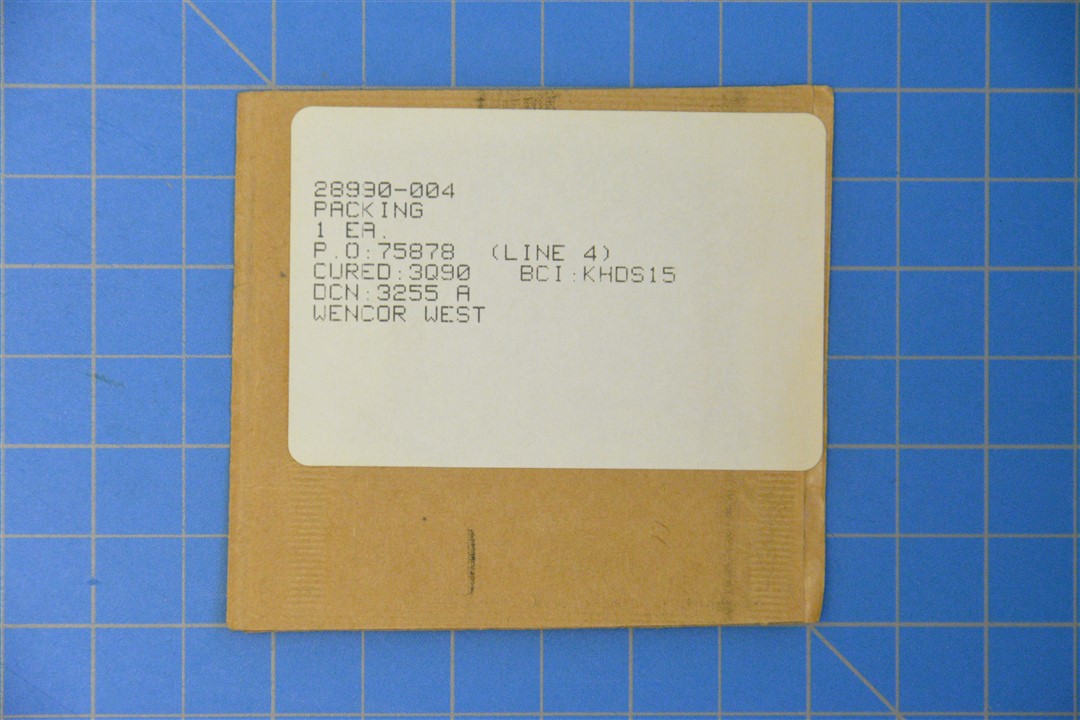 28930-004
PACKING
1 EA.
P.O:75878 (LINE 4)
CURED:3Q90 BCI:KHDS15
DCN:3255 A
WENCOR WEST